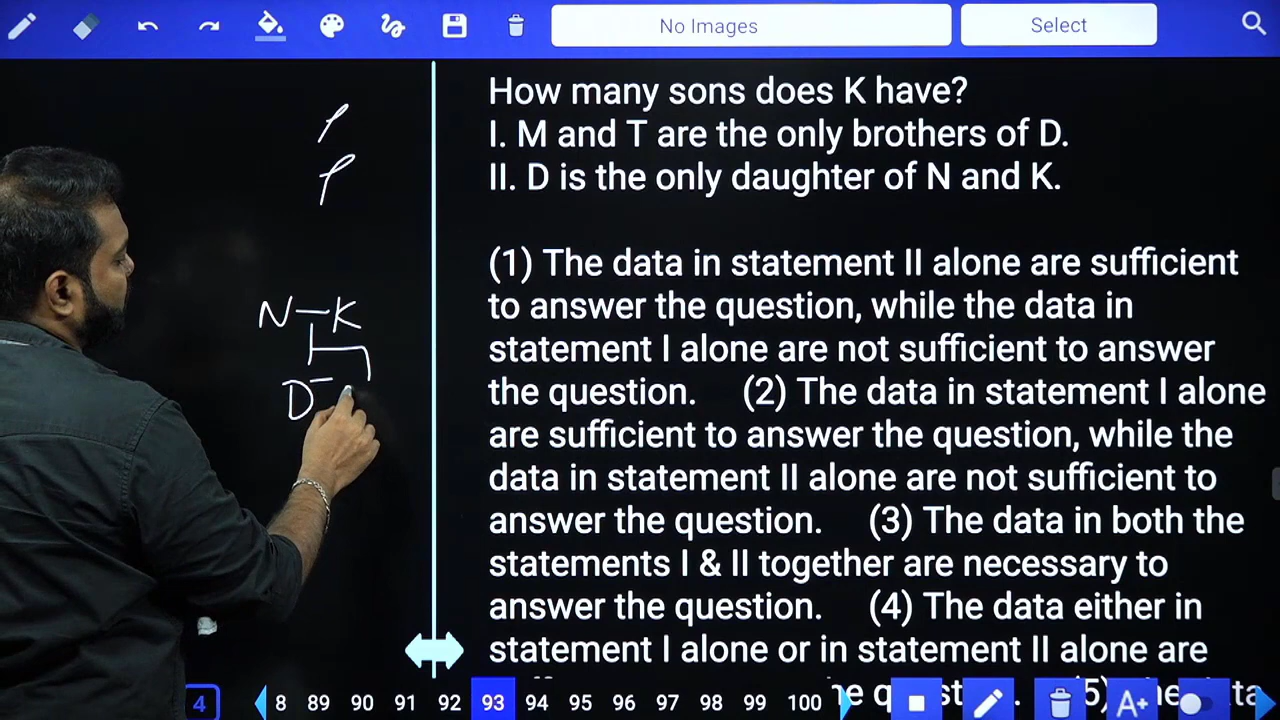 No Images
Select
How many sons does K have?
I. M and T are the only brothers of D.
II. D is the only daughter of N and K.
(1) The data in statement II alone are sufficient
to answer the question, while the data in
statement I alone are not sufficient to answer
the question. (2) The data in statement I alone
are sufficient to answer the question, while the
data in statement II alone are not sufficient to
answer the question. (3) The data in both the
statements I & II together are necessary to
answer the question. (4) The data either in
statement I alone or in statement II alone are
N — K
D –
4
8 89 90 91 92 93 94 95 96 97 98 99 100
A+